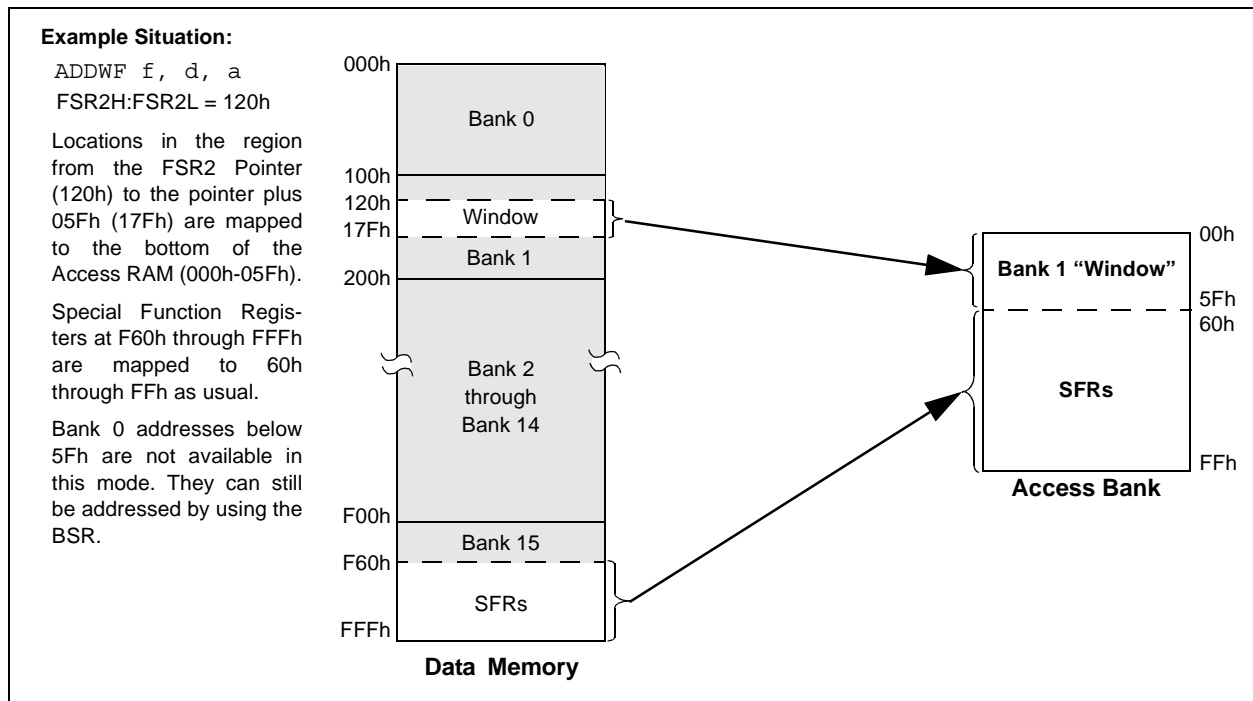 Example Situation:
ADDWF f, d, a
FSR2H:FSR2L = 120h
Locations in the region
from the FSR2 Pointer
(120h) to the pointer plus
05Fh (17Fh) are mapped
to the bottom of the
Access RAM (000h-05Fh).
Special Function Regis-
ters at F60h through FFFh
are mapped to 60h
through FFh as usual.
Bank 0 addresses below
5Fh are not available in
this mode. They can still
be addressed by using the
BSR.
000h
Bank 0
100h
120h
Window
17Fh
Bank 1
200h
Bank 2
through
Bank 14
F00h
Bank 15
F60h
SFRs
FFFh
Data Memory
00h
Bank 1 “Window”
5Fh
60h
SFRs
FFh
Access Bank